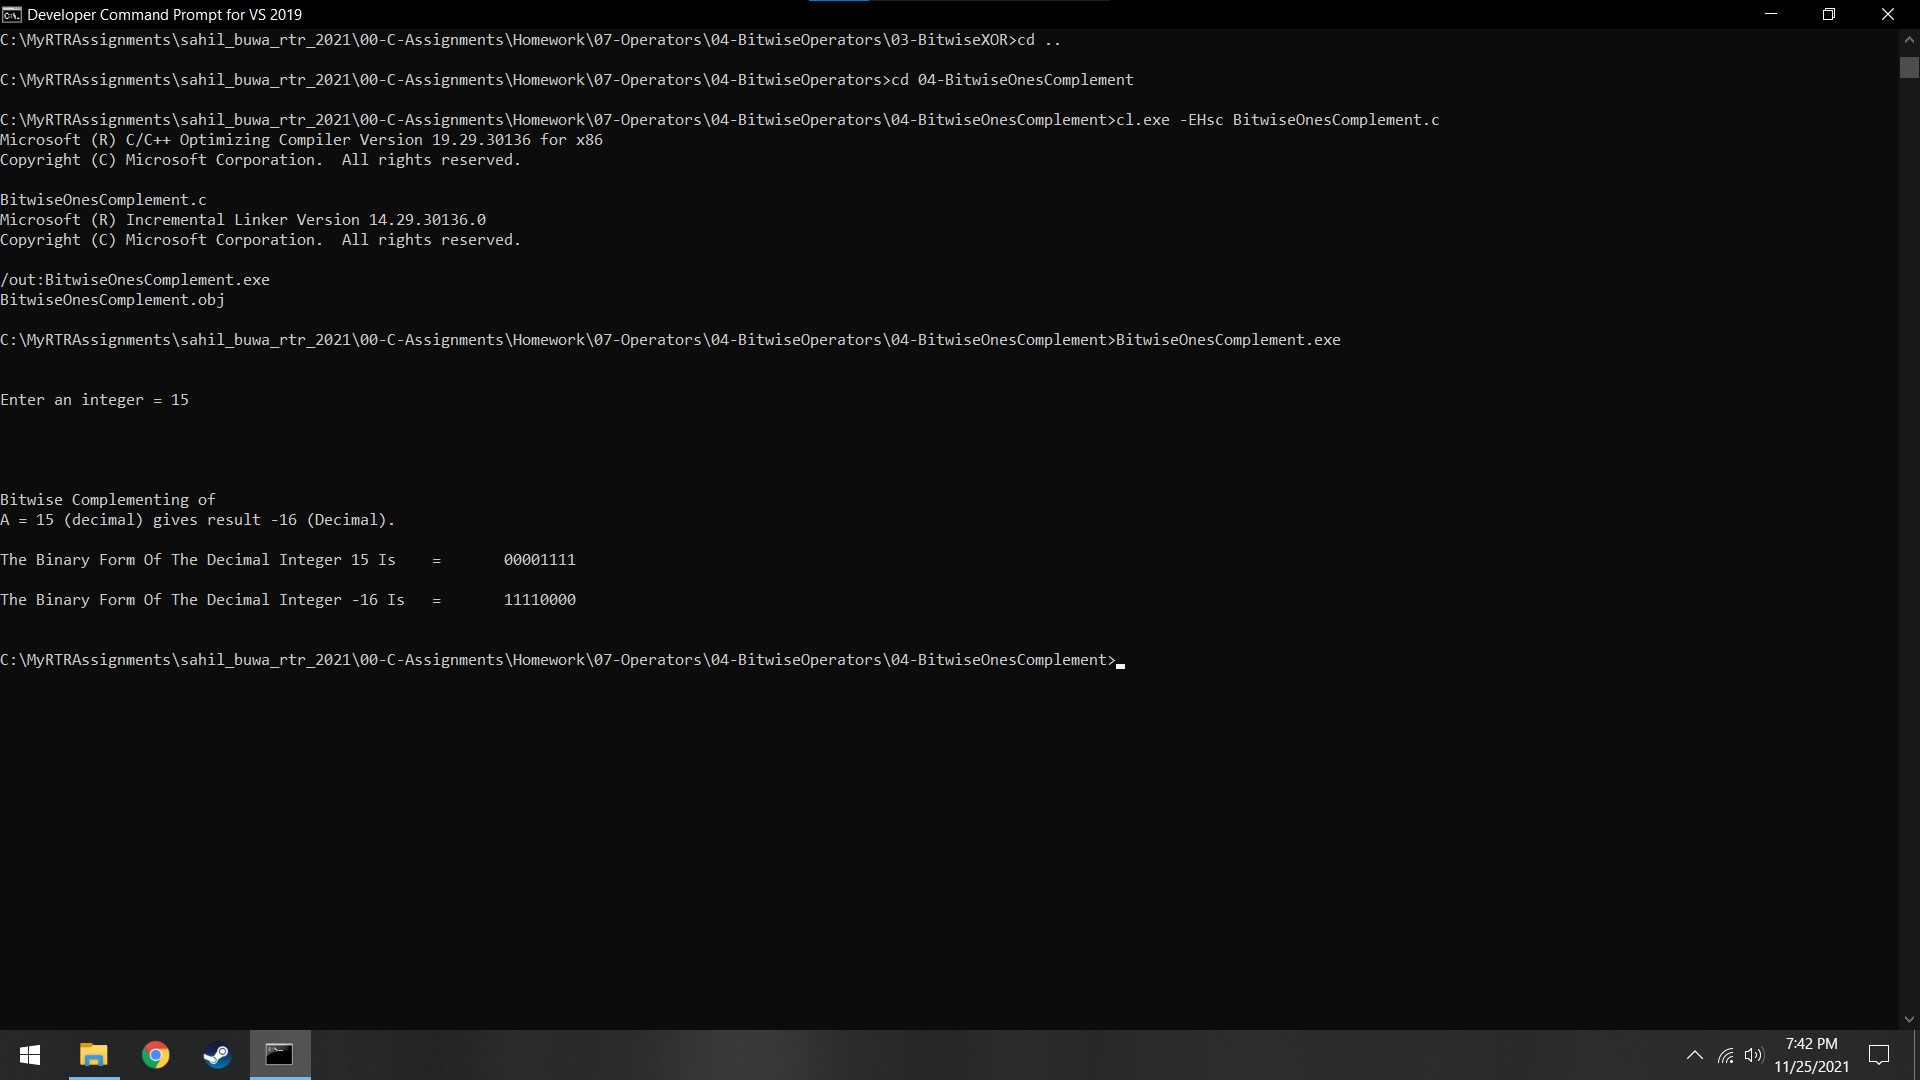 Developer Command Prompt for VS 2019
C:\MyRTRAssignments\sahil_buwa_rtr_2021\00-C-Assignments\Homework\07-Operators\04-BitwiseOperators\03-BitwiseXOR>cd ..
C:\MyRTRAssignments\sahil_buwa_rtr_2021\00-C-Assignments\Homework\07-Operators\04-BitwiseOperators>cd 04-BitwiseOnesComplement
C:\MyRTRAssignments\sahil_buwa_rtr_2021\00-C-Assignments\Homework\07-Operators\04-BitwiseOperators\04-BitwiseOnesComplement>cl.exe -EHsc BitwiseOnesComplement.c
Microsoft (R) C/C++ Optimizing Compiler Version 19.29.30136 for x86
Copyright (C) Microsoft Corporation.  All rights reserved.
BitwiseOnesComplement.c
Microsoft (R) Incremental Linker Version 14.29.30136.0
Copyright (C) Microsoft Corporation.  All rights reserved.
/out:BitwiseOnesComplement.exe
BitwiseOnesComplement.obj
C:\MyRTRAssignments\sahil_buwa_rtr_2021\00-C-Assignments\Homework\07-Operators\04-BitwiseOperators\04-BitwiseOnesComplement>BitwiseOnesComplement.exe
Enter an integer = 15
Bitwise Complementing of
A = 15 (decimal) gives result -16 (Decimal).
The Binary Form Of The Decimal Integer 15 Is    =       00001111
The Binary Form Of The Decimal Integer -16 Is   =       11110000
C:\MyRTRAssignments\sahil_buwa_rtr_2021\00-C-Assignments\Homework\07-Operators\04-BitwiseOperators\04-BitwiseOnesComplement>
7:42 PM
11/25/2021